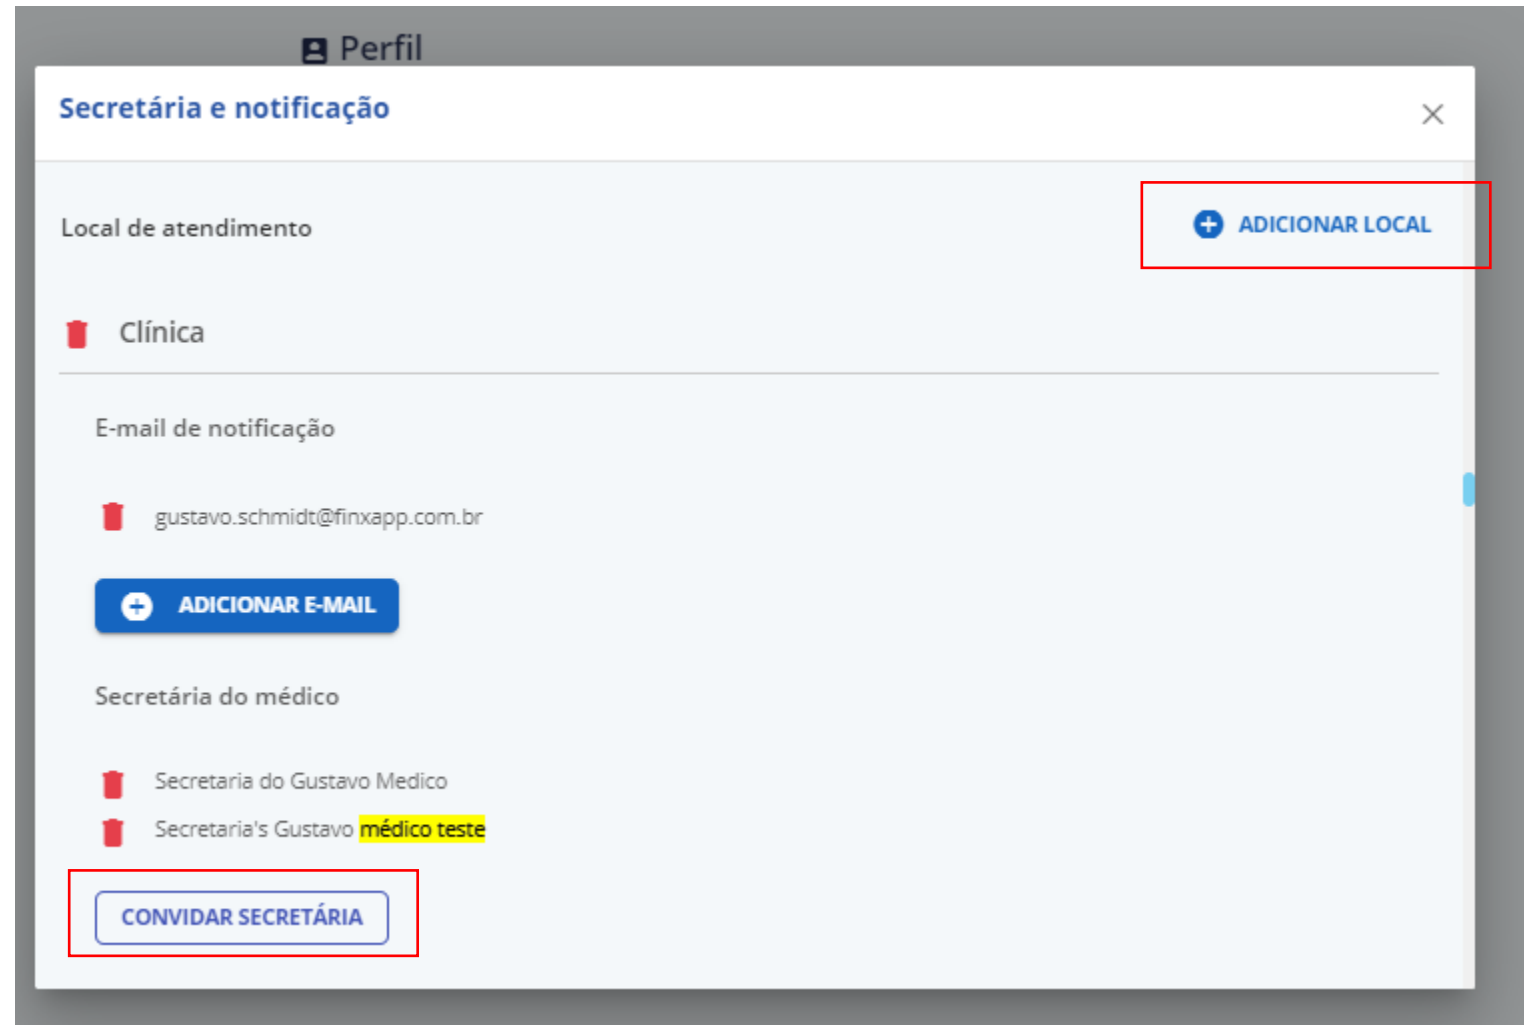 Perfil
Secretária e notificação
Local de atendimento
ADICIONAR LOCAL
Clínica
E-mail de notificação
gustavo.schmidt@finxapp.com.br
ADICIONAR E-MAIL
Secretária do médico
Secretaria do Gustavo Medico
Secretaria's Gustavo médico teste
CONVIDAR SECRETÁRIA